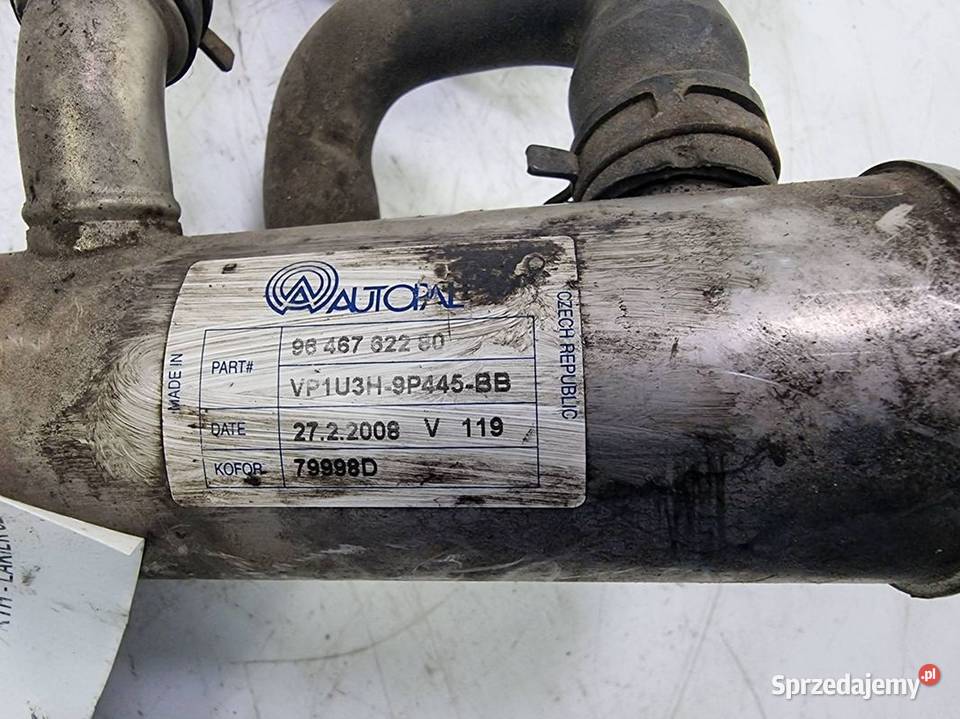 AUTOPAL
MADE IN
CZECH REPUBLIC
PART#
96 467 622 80
VP1U3H-9P445-BB
DATE
27.2.2008 V 119
KOFOR
79998D
Sprzedajemy.pl